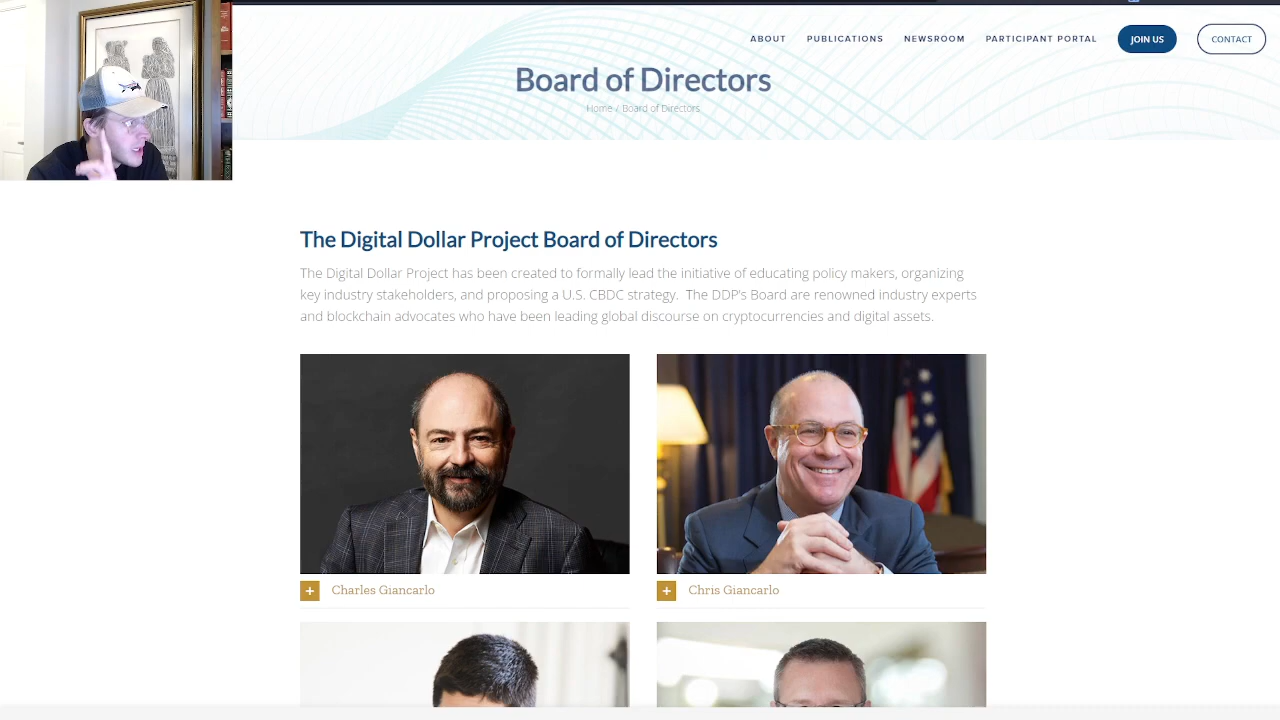 ABOUT PUBLICATIONS NEWSROOM PARTICIPANT PORTAL JOIN US CONTACT
Board of Directors
Home / Board of Directors
The Digital Dollar Project Board of Directors
The Digital Dollar Project has been created to formally lead the initiative of educating policy makers, organizing
key industry stakeholders, and proposing a U.S. CBDC strategy. The DDP's Board are renowned industry experts
and blockchain advocates who have been leading global discourse on cryptocurrencies and digital assets.
+ Charles Giancarlo
+ Chris Giancarlo